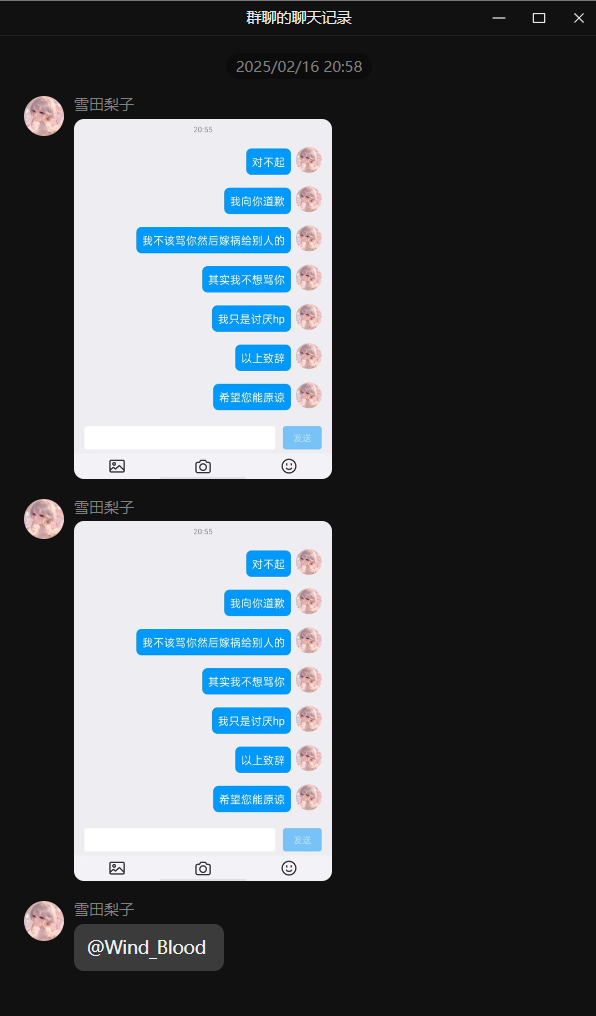 群聊的聊天记录
2025/02/16 20:58
雪田梨子
20:55
对不起
我向你道歉
我不该骂你然后嫁祸给别人的
其实我不想骂你
我只是讨厌hp
以上致辞
希望您能原谅
发送
雪田梨子
20:55
对不起
我向你道歉
我不该骂你然后嫁祸给别人的
其实我不想骂你
我只是讨厌hp
以上致辞
希望您能原谅
发送
雪田梨子
@Wind_Blood